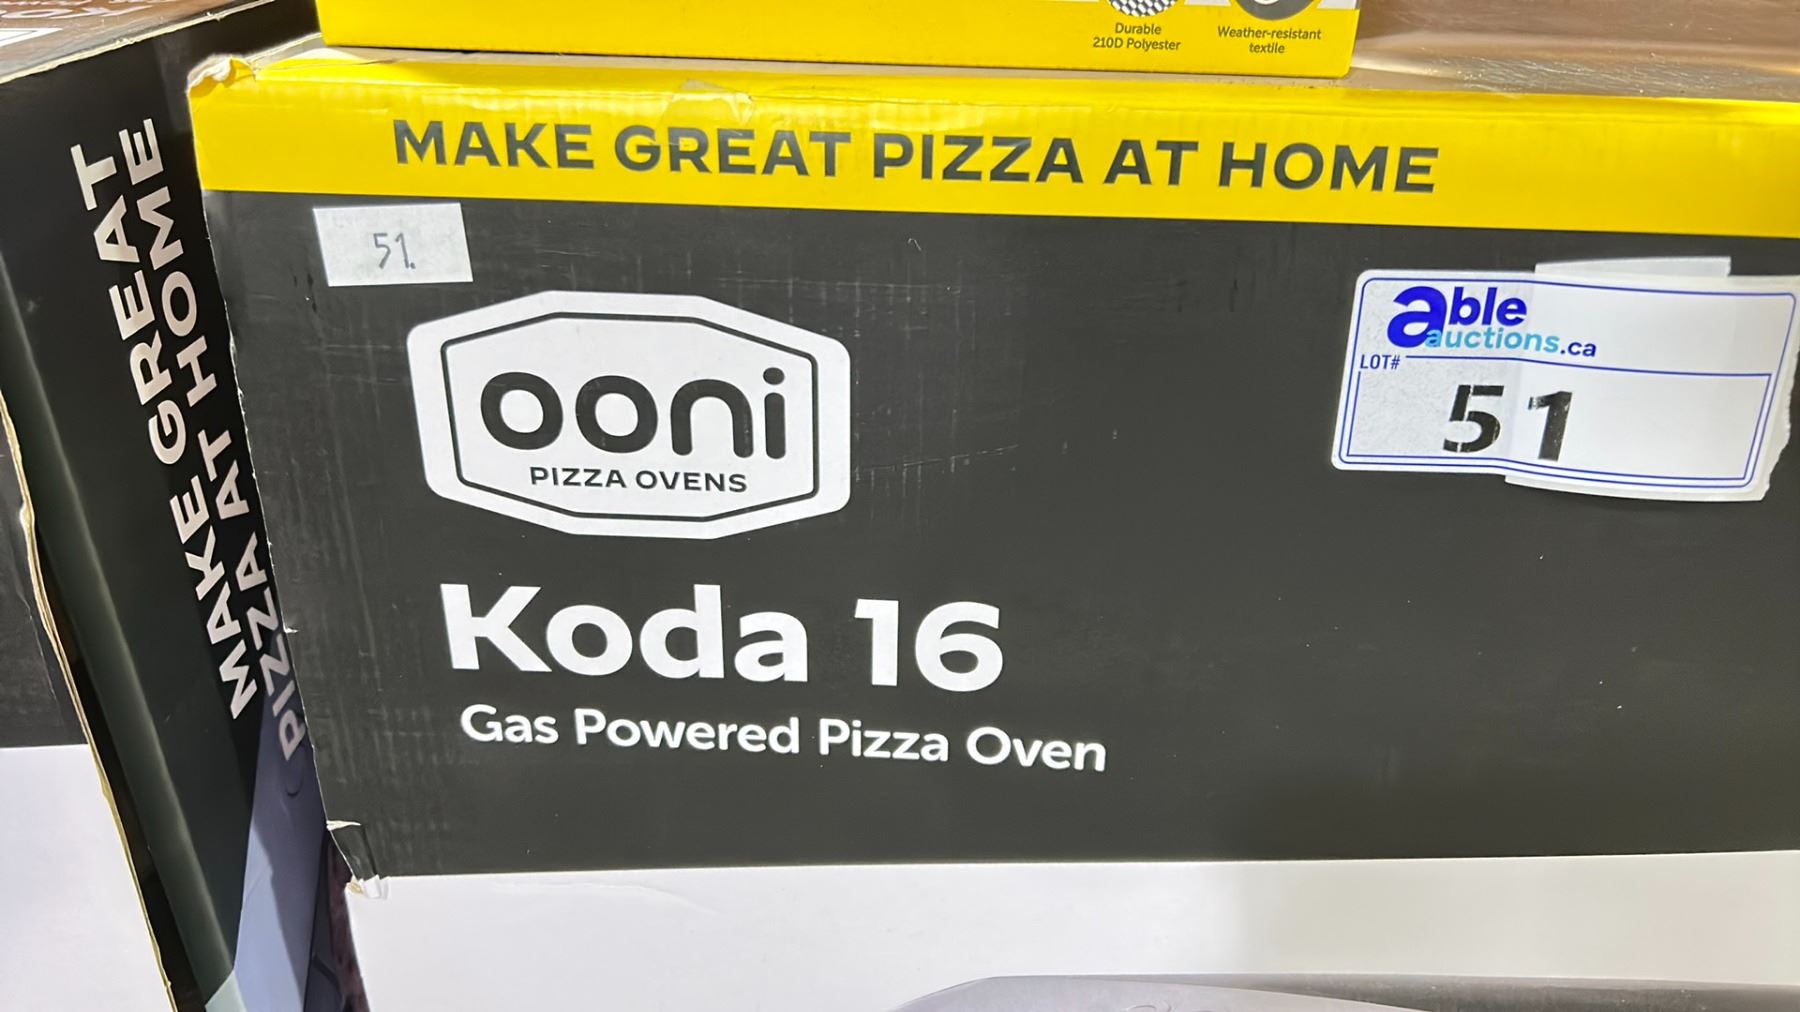 Durable
210D Polyester
Weather-resistant
textile
MAKE GREAT PIZZA AT HOME
51.
able
auctions.ca
LOT#
51
ooni
PIZZA OVENS
Koda 16
Gas Powered Pizza Oven
MAKE GREAT
PIZZA AT HOME